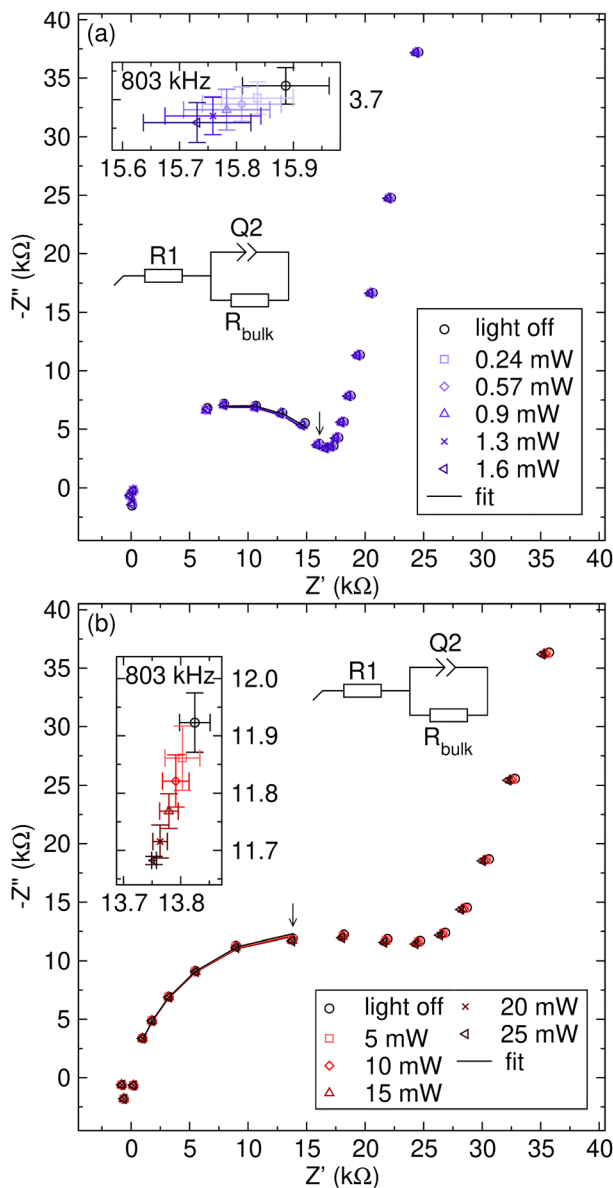 (a)
40
35
30
25
20
15
10
5
0
-Z" (kΩ)
803 kHz
3.7
15.6 15.7 15.8 15.9
R1
Q2
Rbulk
light off
0.24 mW
0.57 mW
0.9 mW
1.3 mW
1.6 mW
fit
0 5 10 15 20 25 30 35 40
Z' (kΩ)
(b)
40
35
30
25
20
15
10
5
0
-Z" (kΩ)
803 kHz
12.0
11.9
11.8
11.7
13.7 13.8
R1
Q2
Rbulk
light off
5 mW
10 mW
15 mW
20 mW
25 mW
fit
0 5 10 15 20 25 30 35 40
Z' (kΩ)